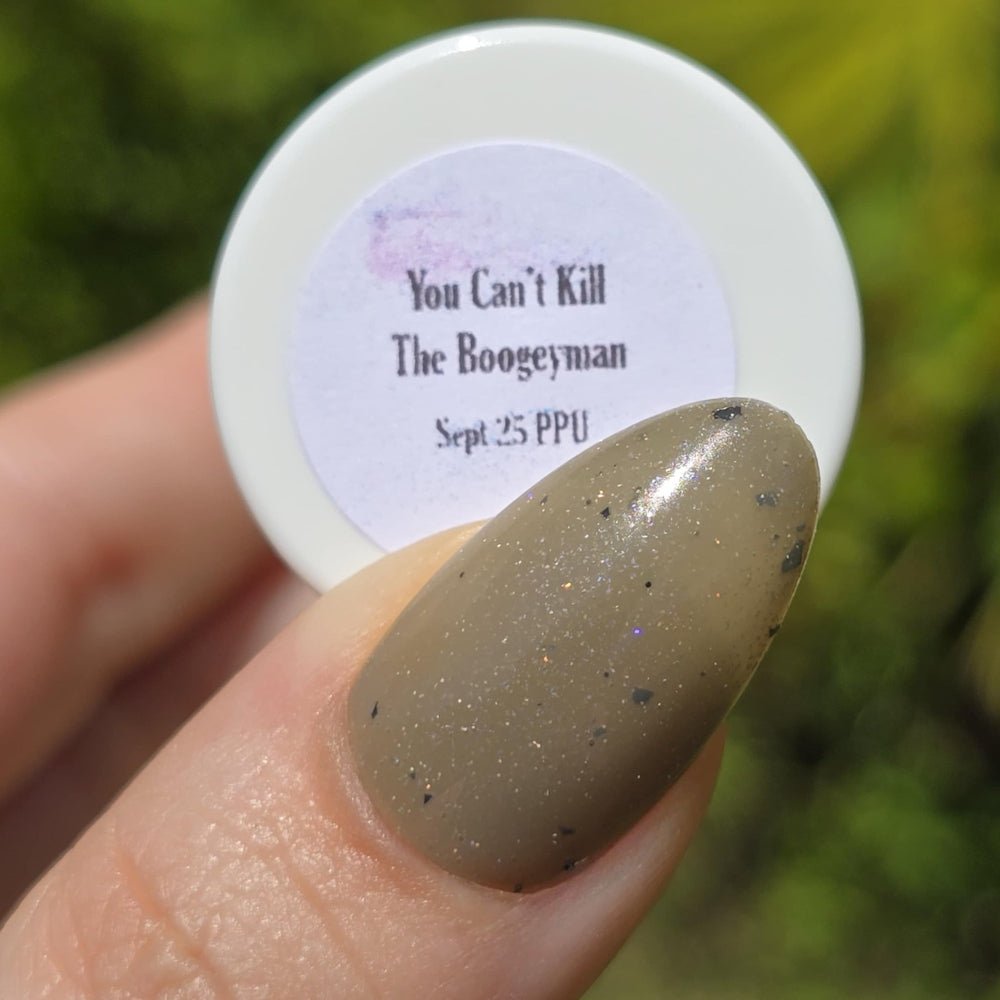 You Can't Kill
The Boogeyman
Sept 25 PPU